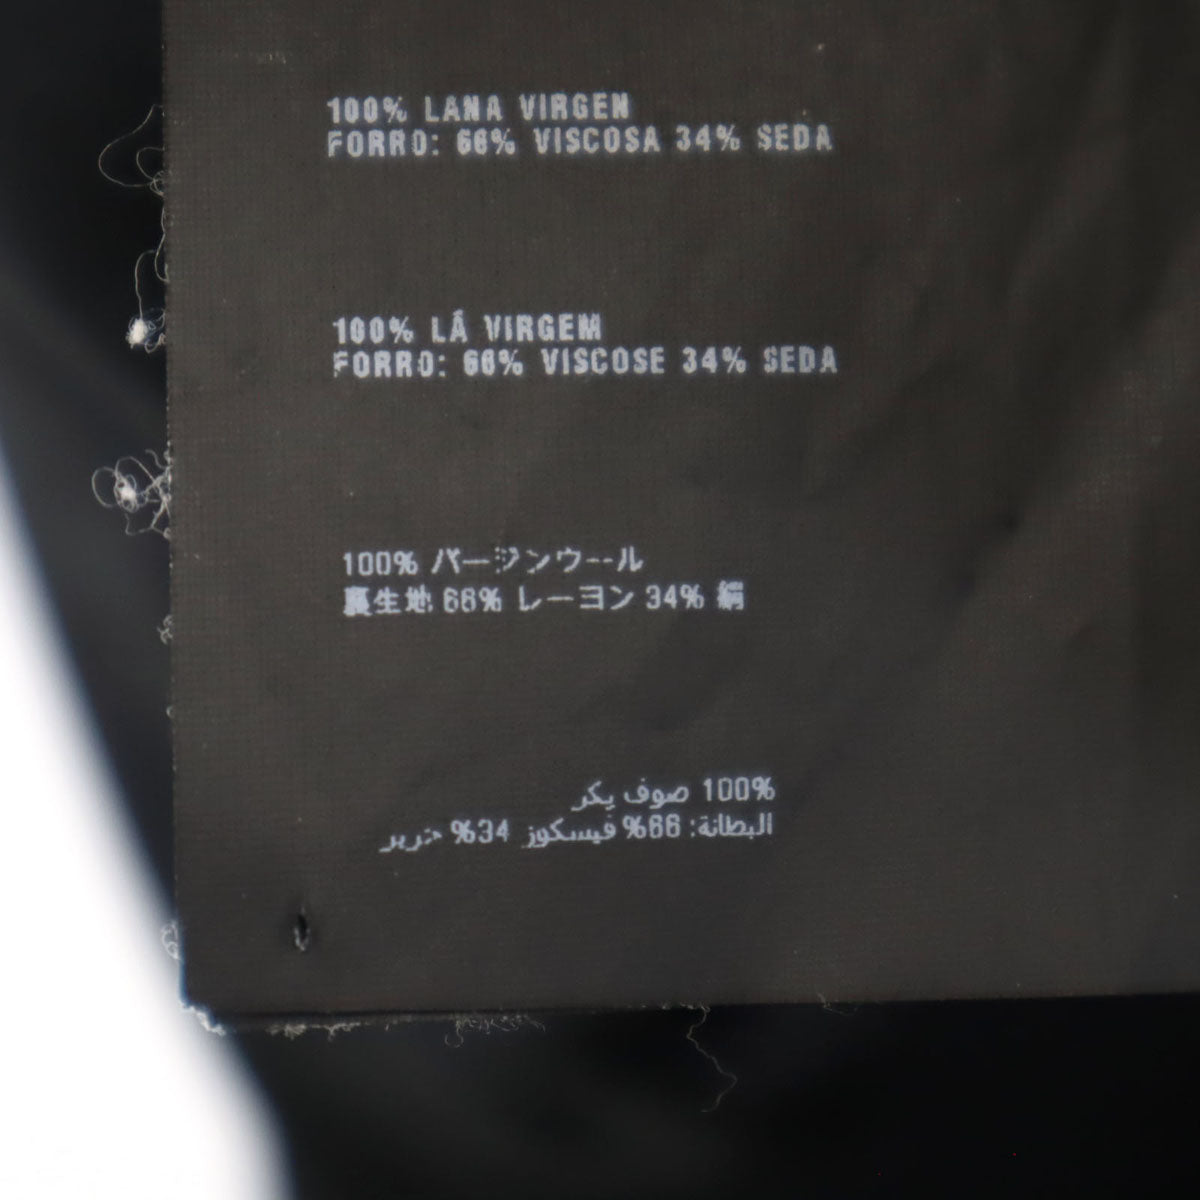 100% LANA VIRGEN
FORRO: 66% VISCOSA 34% SEDA
100% LÃ VIRGEM
FORRO: 66% VISCOSE 34% SEDA
100% バージンウール
裏生地 66% レーヨン 34% 絹
100% صوف بكر
البطانة: 66% فيسكوز 34% حرير